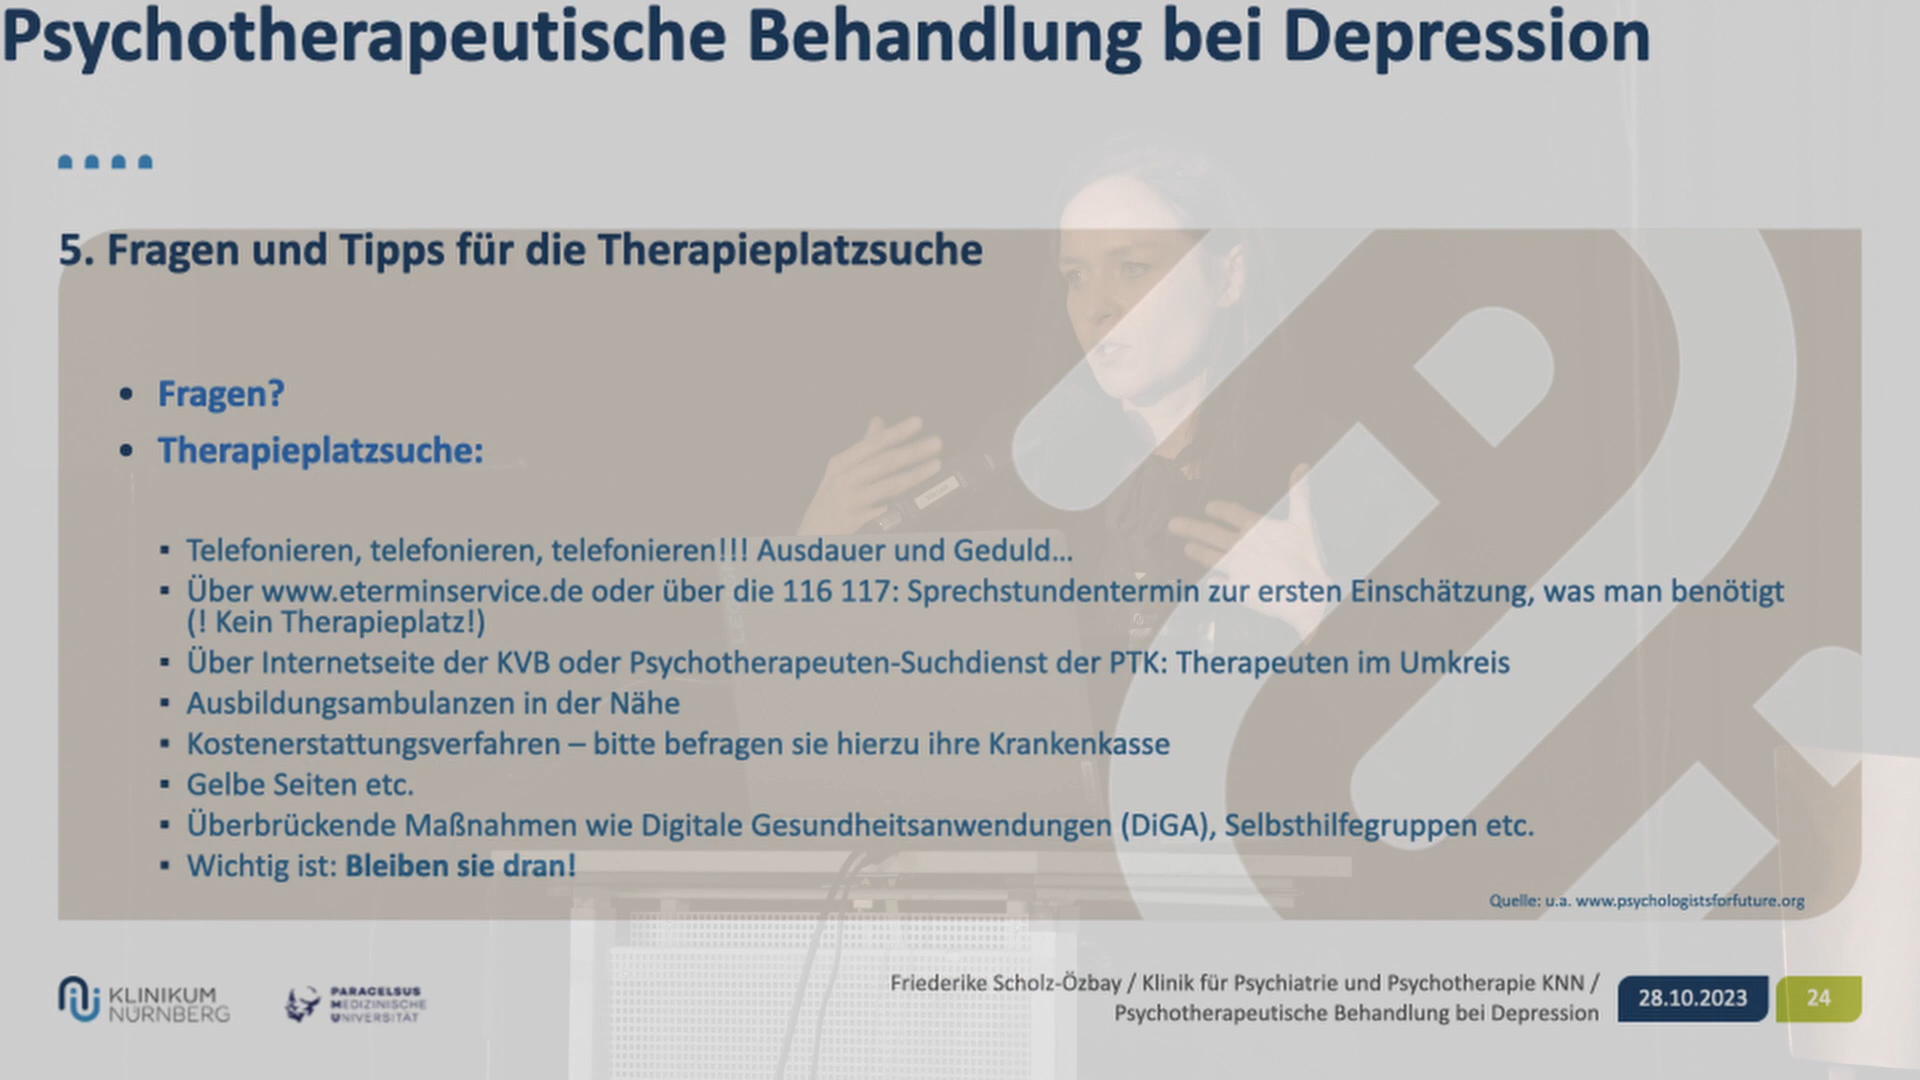 Psychotherapeutische Behandlung bei Depression
5. Fragen und Tipps für die Therapieplatzsuche
• Fragen?
• Therapieplatzsuche:
▪ Telefonieren, telefonieren, telefonieren!!! Ausdauer und Geduld...
▪ Über www.eterminservice.de oder über die 116 117: Sprechstundentermin zur ersten Einschätzung, was man benötigt
(! Kein Therapieplatz!)
▪ Über Internetseite der KVB oder Psychotherapeuten-Suchdienst der PTK: Therapeuten im Umkreis
▪ Ausbildungsambulanzen in der Nähe
▪ Kostenerstattungsverfahren – bitte befragen sie hierzu ihre Krankenkasse
▪ Gelbe Seiten etc.
▪ Überbrückende Maßnahmen wie Digitale Gesundheitsanwendungen (DiGA), Selbsthilfegruppen etc.
▪ Wichtig ist: Bleiben sie dran!
Quelle: u.a. www.psychologistsforfuture.org
KLINIKUM
NÜRNBERG
PARACELSUS
MEDIZINISCHE
UNIVERSITÄT
Friederike Scholz-Özbay / Klinik für Psychiatrie und Psychotherapie KNN /
Psychotherapeutische Behandlung bei Depression
28.10.2023
24